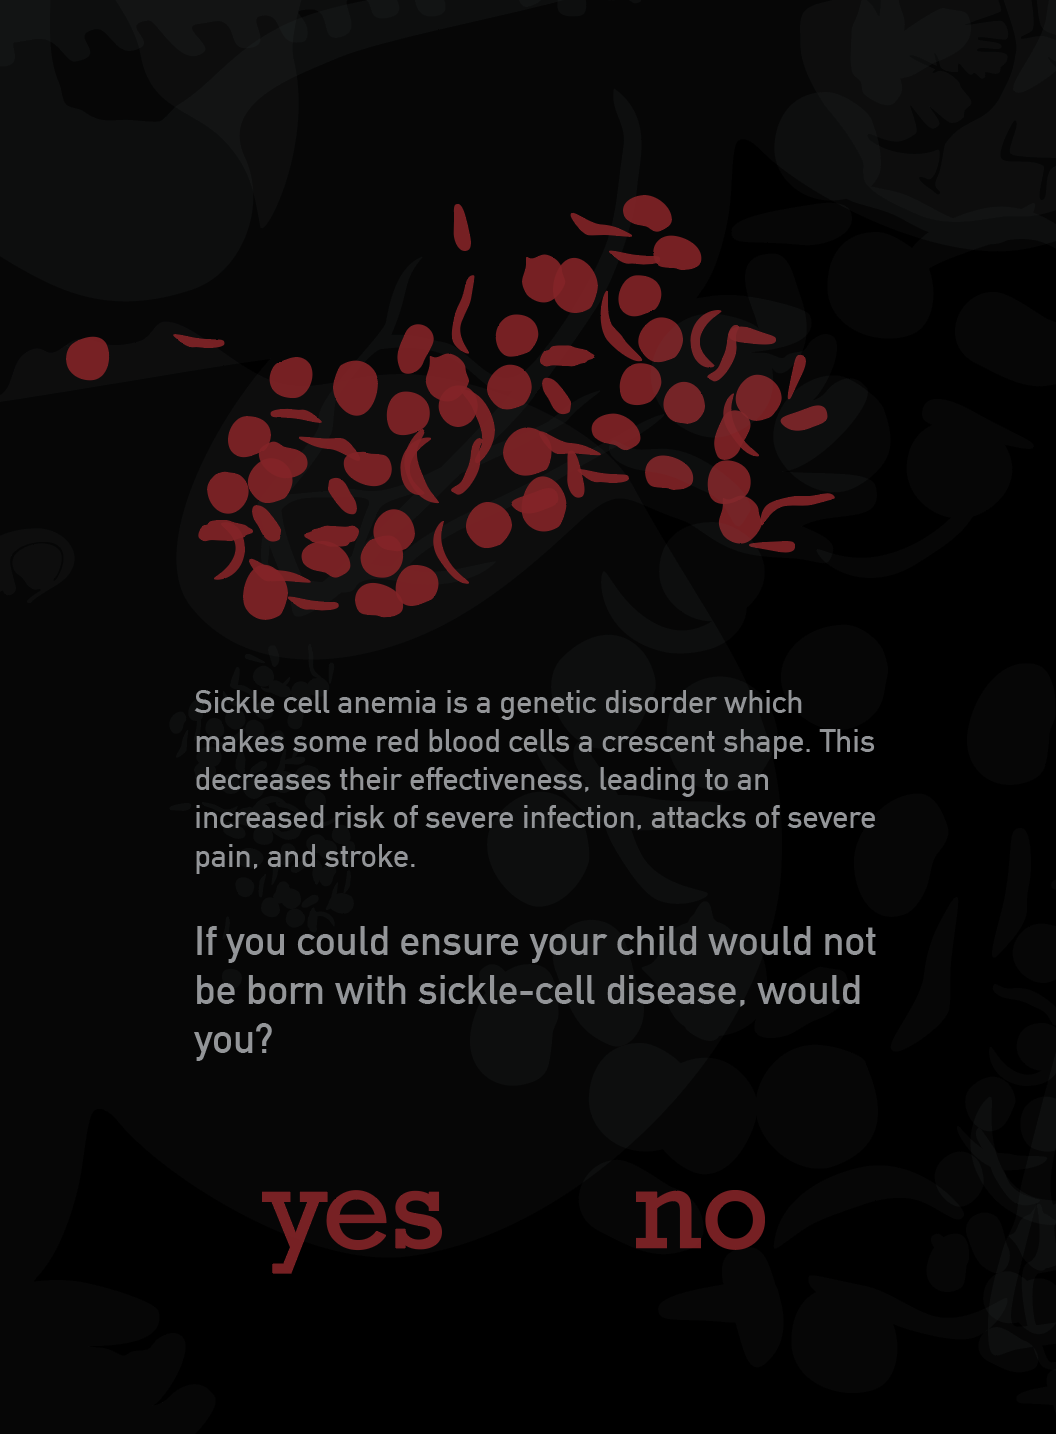 Sickle cell anemia is a genetic disorder which
makes some red blood cells a crescent shape. This
decreases their effectiveness, leading to an
increased risk of severe infection, attacks of severe
pain, and stroke.
If you could ensure your child would not
be born with sickle-cell disease, would
you?
yes no